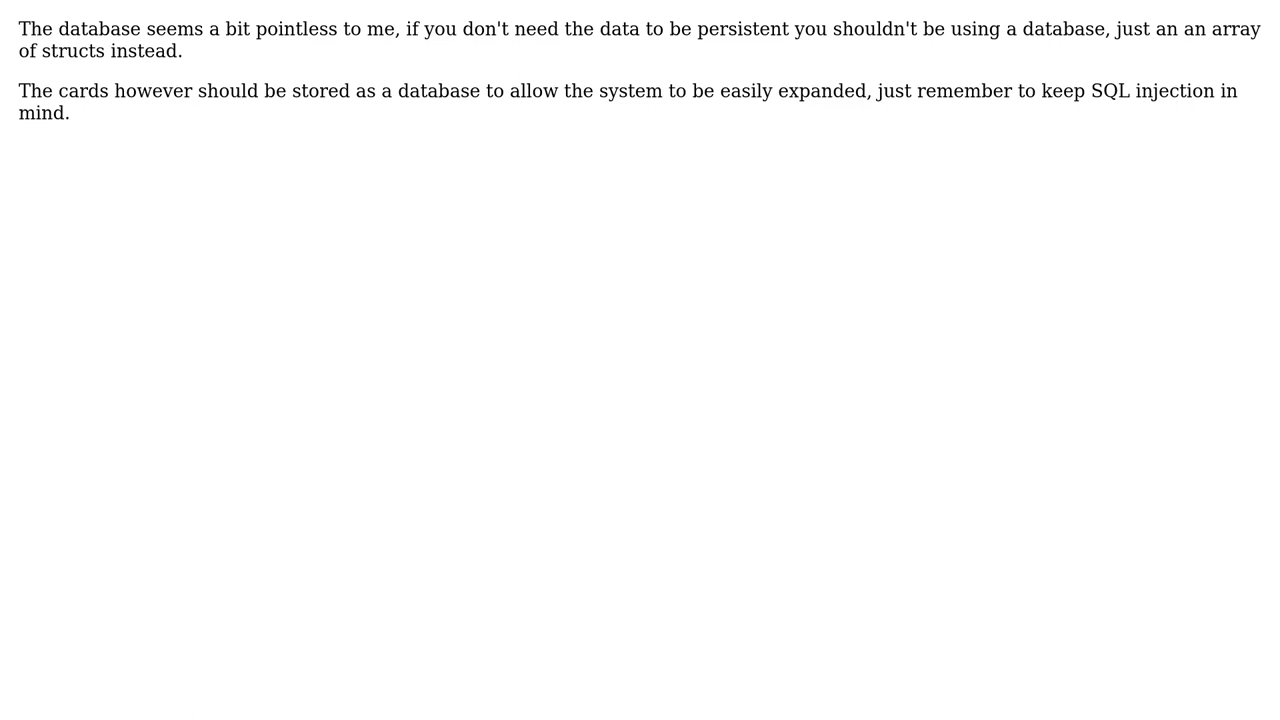 The database seems a bit pointless to me, if you don't need the data to be persistent you shouldn't be using a database, just an an array
of structs instead.
The cards however should be stored as a database to allow the system to be easily expanded, just remember to keep SQL injection in
mind.